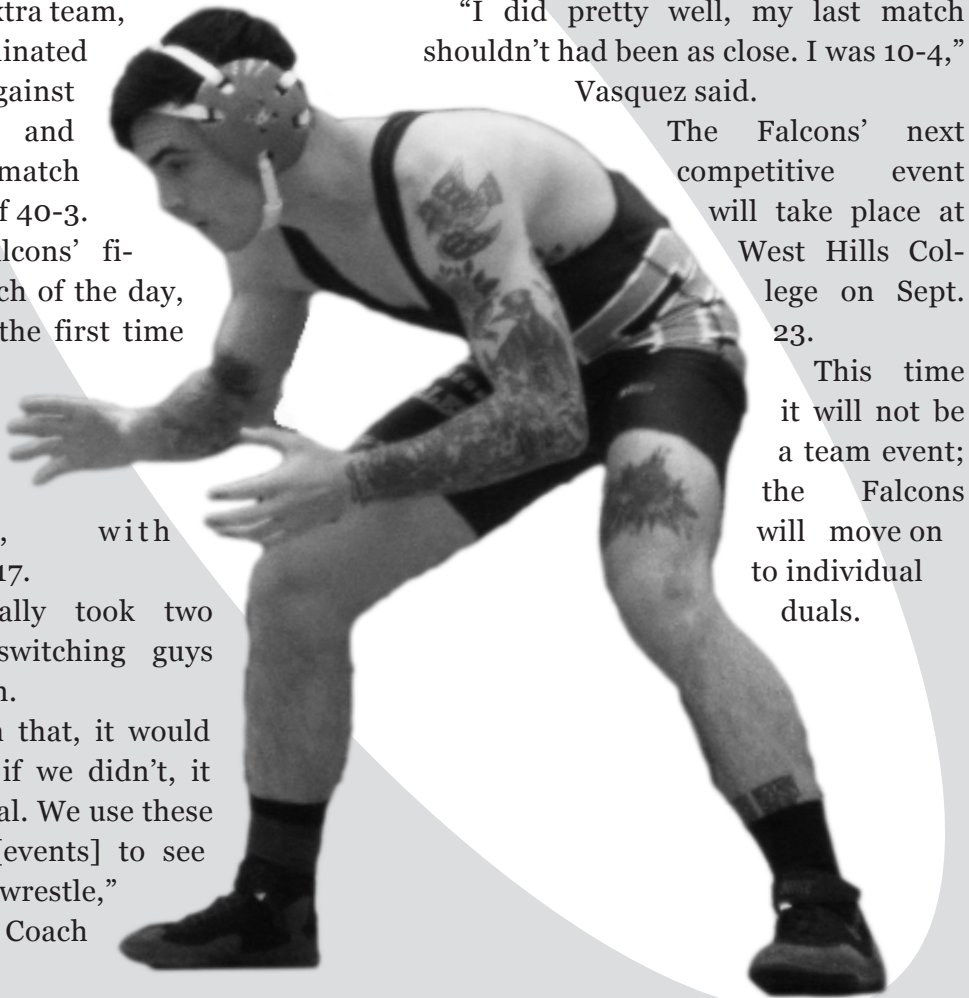 xtra team,
inated
gainst
and
match
f 40-3.
lcons’ fi-
ch of the day,
the first time
, with
17.
ally took two
switching guys
n.
n that, it would
if we didn’t, it
al. We use these
[events] to see
wrestle,”
Coach
“I did pretty well, my last match
shouldn’t had been as close. I was 10-4,”
Vasquez said.
The Falcons’ next
competitive event
will take place at
West Hills Col-
lege on Sept.
23.
This time
it will not be
a team event;
the Falcons
will move on
to individual
duals.